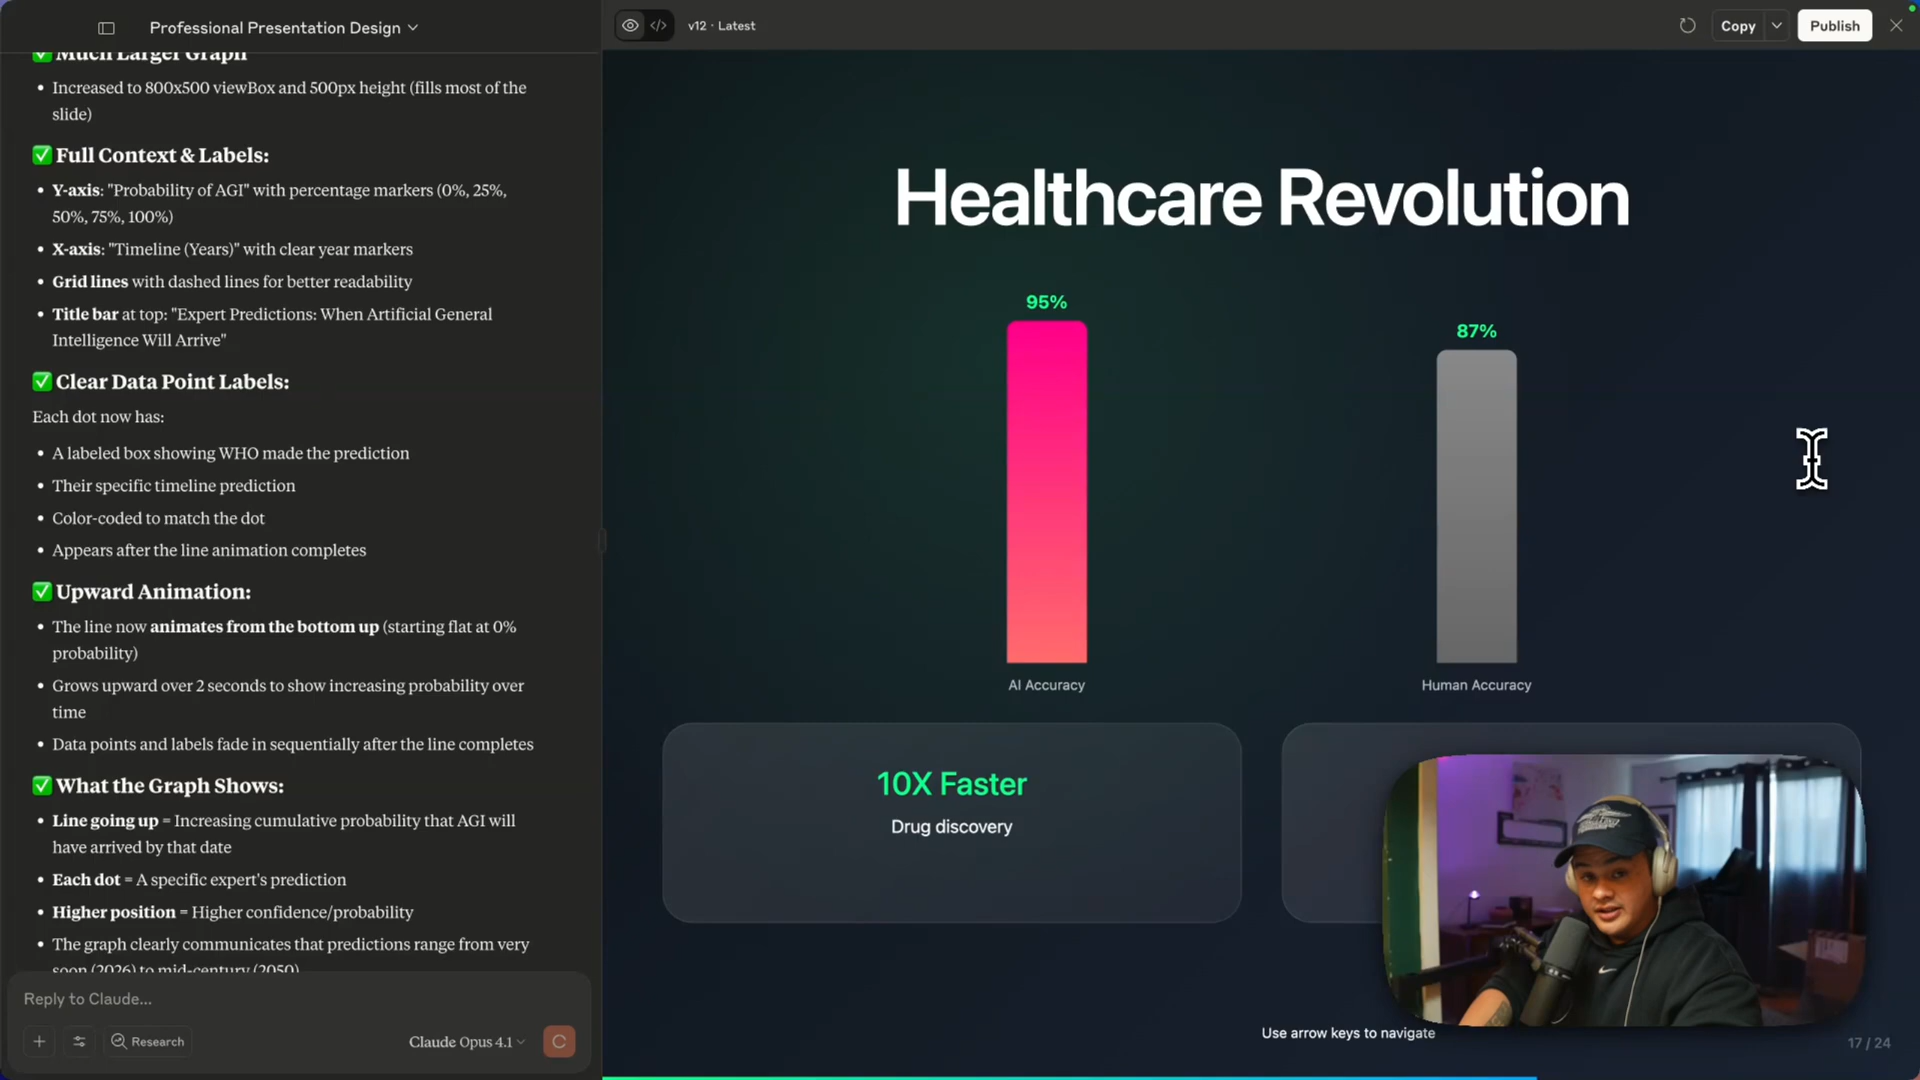 Professional Presentation Design
v12 · Latest
Copy
Publish
✅ Much Larger Graph
• Increased to 800x500 viewBox and 500px height (fills most of the
slide)
✅ Full Context & Labels:
• Y-axis: "Probability of AGI" with percentage markers (0%, 25%,
50%, 75%, 100%)
• X-axis: "Timeline (Years)" with clear year markers
• Grid lines with dashed lines for better readability
• Title bar at top: "Expert Predictions: When Artificial General
Intelligence Will Arrive"
✅ Clear Data Point Labels:
Each dot now has:
• A labeled box showing WHO made the prediction
• Their specific timeline prediction
• Color-coded to match the dot
• Appears after the line animation completes
✅ Upward Animation:
• The line now animates from the bottom up (starting flat at 0%
probability)
• Grows upward over 2 seconds to show increasing probability over
time
• Data points and labels fade in sequentially after the line completes
✅ What the Graph Shows:
• Line going up = Increasing cumulative probability that AGI will
have arrived by that date
• Each dot = A specific expert's prediction
• Higher position = Higher confidence/probability
• The graph clearly communicates that predictions range from very
soon (2026) to mid-century (2050)
Reply to Claude...
Research
Claude Opus 4.1
Healthcare Revolution
95%
87%
AI Accuracy
Human Accuracy
10X Faster
Drug discovery
Use arrow keys to navigate
17 / 24